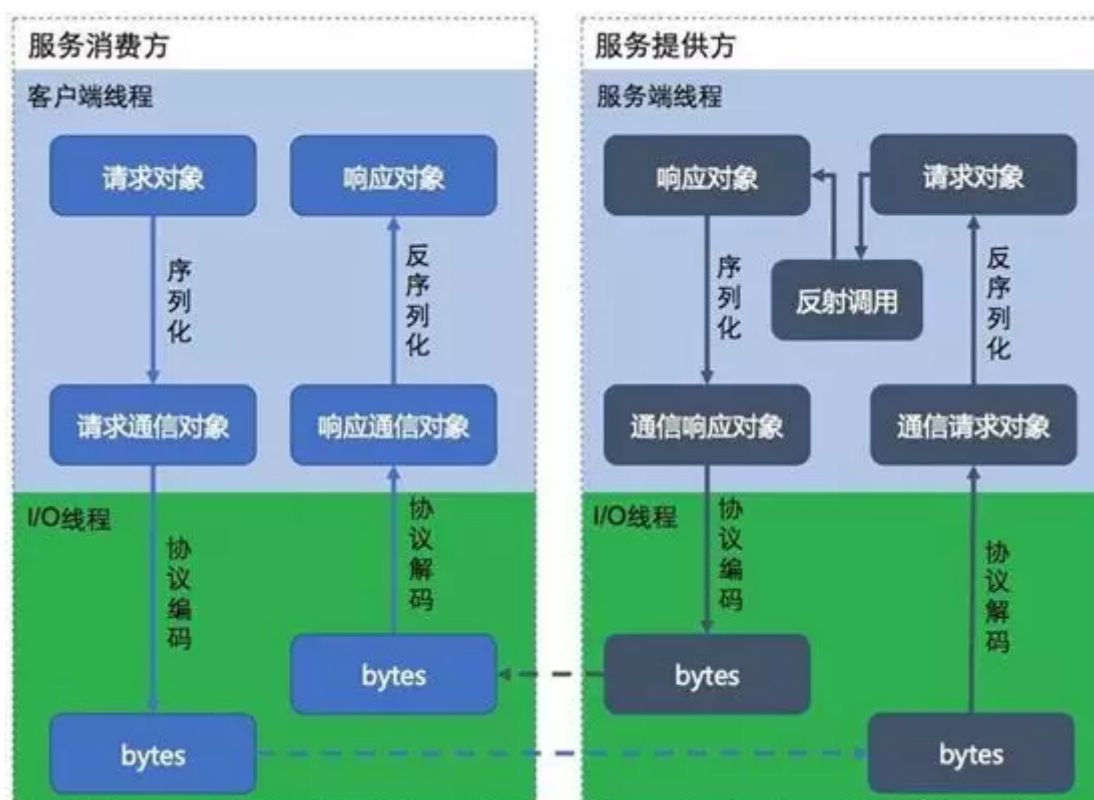 服务消费方
客户端线程
请求对象
响应对象
序列化
反序列化
请求通信对象
响应通信对象
I/O线程
协议编码
协议解码
bytes
bytes
服务提供方
服务端线程
响应对象
请求对象
反射调用
序列化
反序列化
通信响应对象
通信请求对象
I/O线程
协议编码
协议解码
bytes
bytes